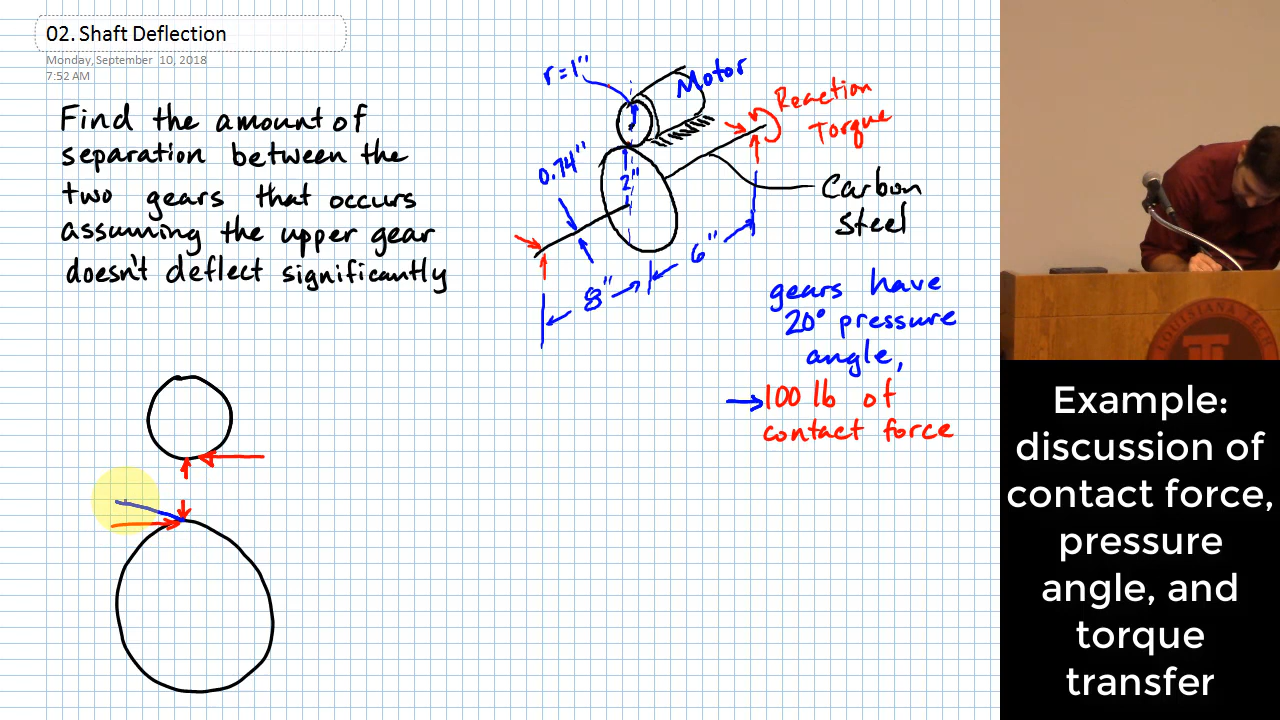 02. Shaft Deflection
Monday, September 10, 2018
7:52 AM
Find the amount of
separation between the
two gears that occurs
assuming the upper gear
doesn't deflect significantly
r=1"
Motor
Reaction
Torque
0.74"
2"
Carbon
steel
8"
6"
gears have
20° pressure
angle,
→100 lb of
contact force
LOUISIANA TECH
Example:
discussion of
contact force,
pressure
angle, and
torque
transfer